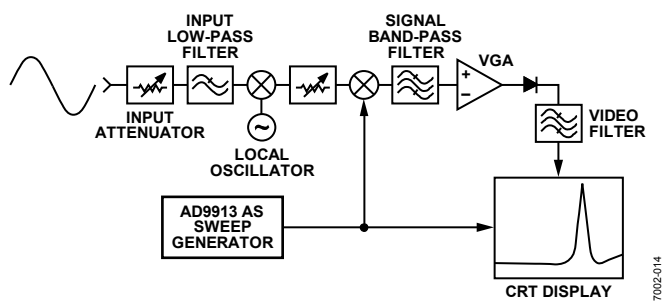 INPUT
LOW-PASS
FILTER
SIGNAL
BAND-PASS
FILTER
VGA
INPUT
ATTENUATOR
~
LOCAL
OSCILLATOR
+
−
VIDEO
FILTER
AD9913 AS
SWEEP
GENERATOR
CRT DISPLAY
7002-014